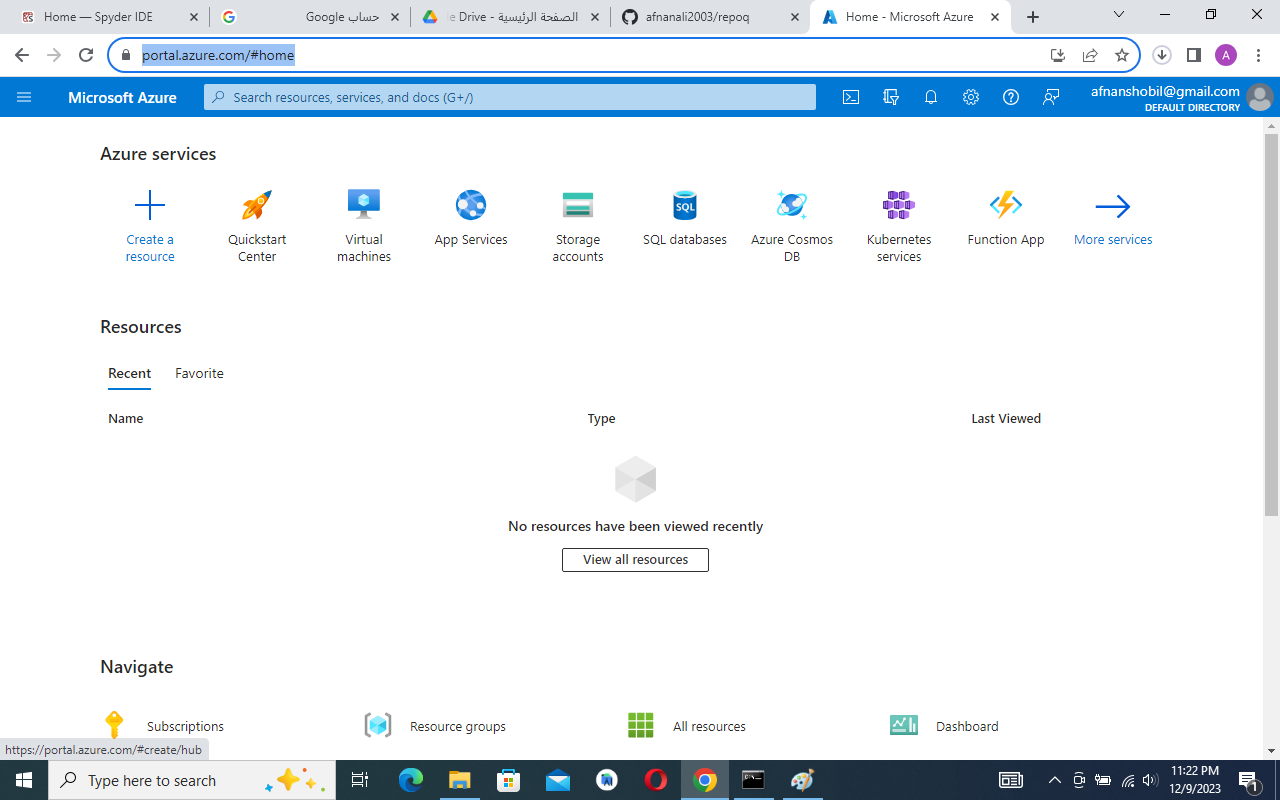 Home — Spyder IDE
حساب Google
الصفحة الرئيسية - le Drive
afnanali2003/repoq
Home - Microsoft Azure
portal.azure.com/#home
A
Microsoft Azure
Search resources, services, and docs (G+/)
afnanshobil@gmail.com
DEFAULT DIRECTORY
Azure services
Create a resource
Quickstart Center
Virtual machines
App Services
Storage accounts
SQL
SQL databases
Azure Cosmos DB
Kubernetes services
Function App
More services
Resources
Recent
Favorite
Name
Type
Last Viewed
No resources have been viewed recently
View all resources
Navigate
Subscriptions
Resource groups
All resources
Dashboard
https://portal.azure.com/#create/hub
Type here to search
11:22 PM
12/9/2023
1